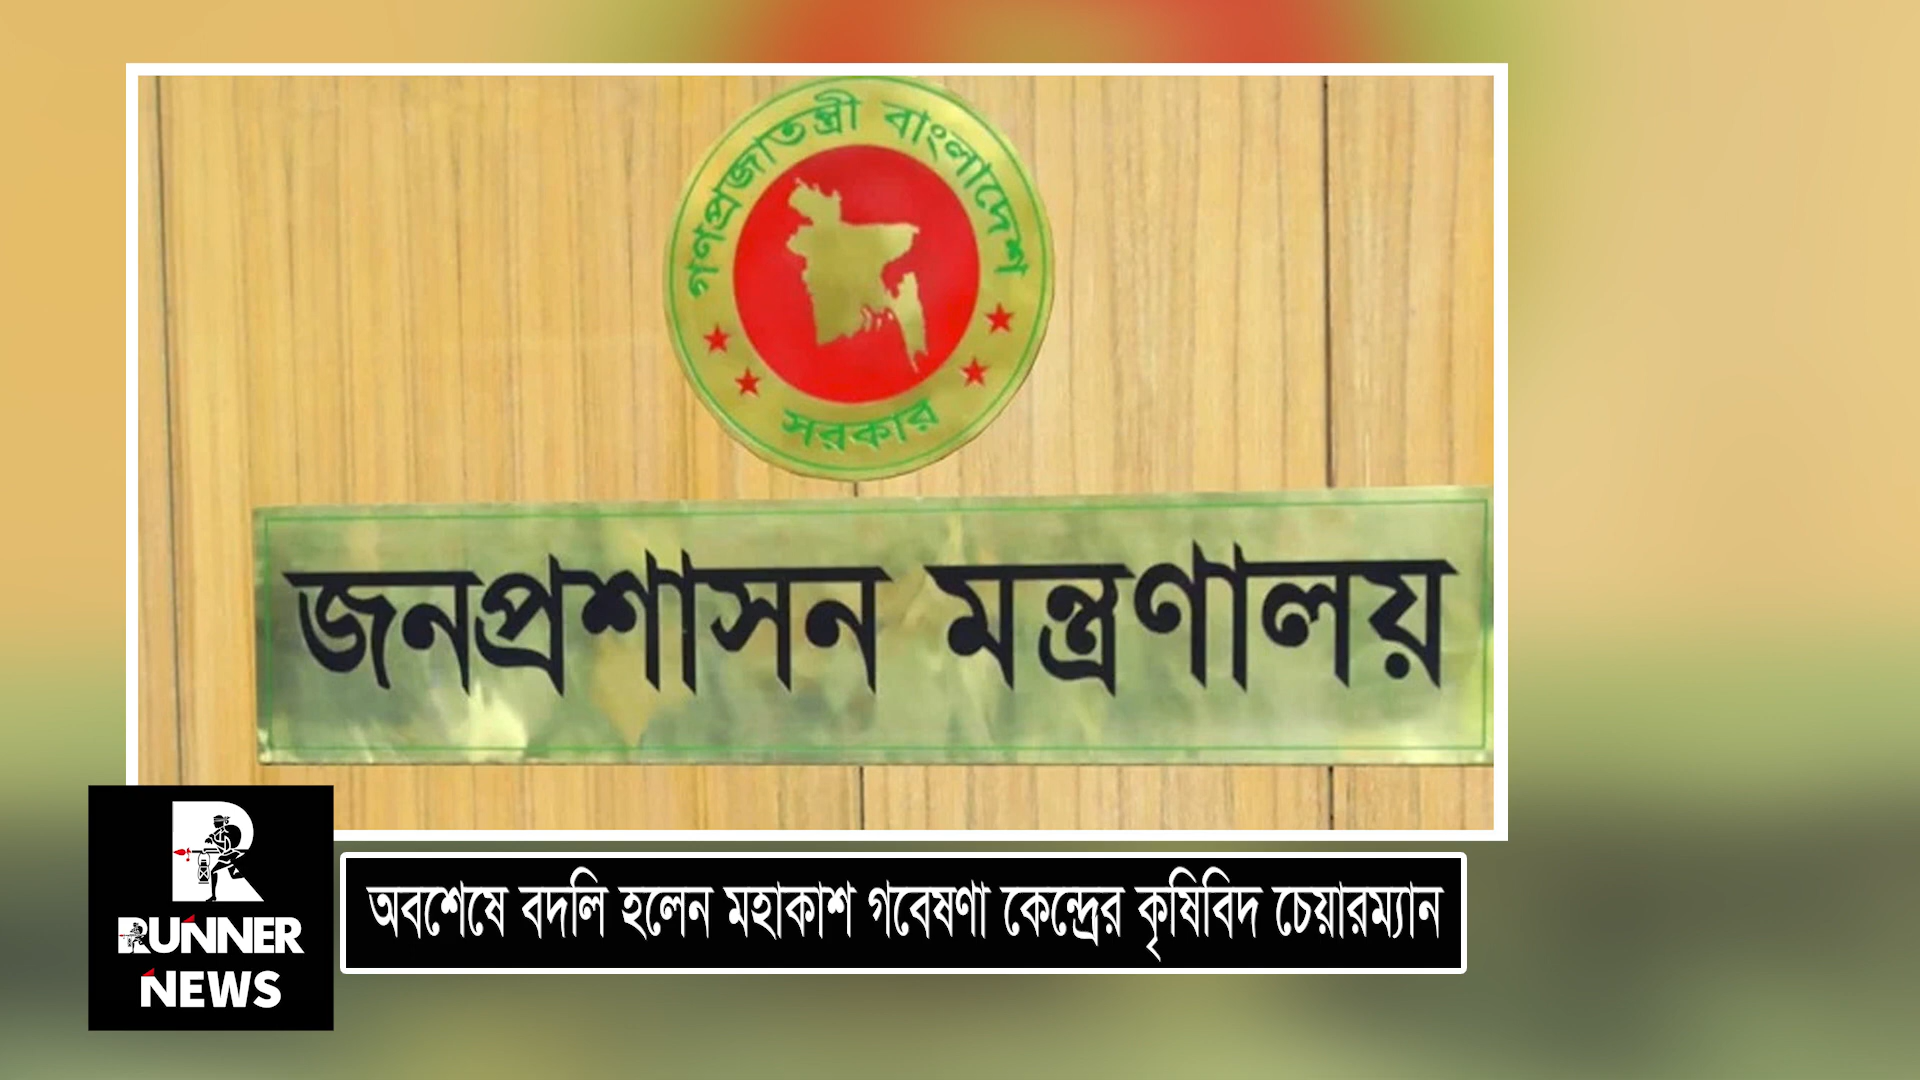 গণপ্রজাতন্ত্রী বাংলাদেশ
সরকার
জনপ্রশাসন মন্ত্রণালয়
RUNNER
NEWS
অবশেষে বদলি হলেন মহাকাশ গবেষণা কেন্দ্রের কৃষিবিদ চেয়ারম্যান